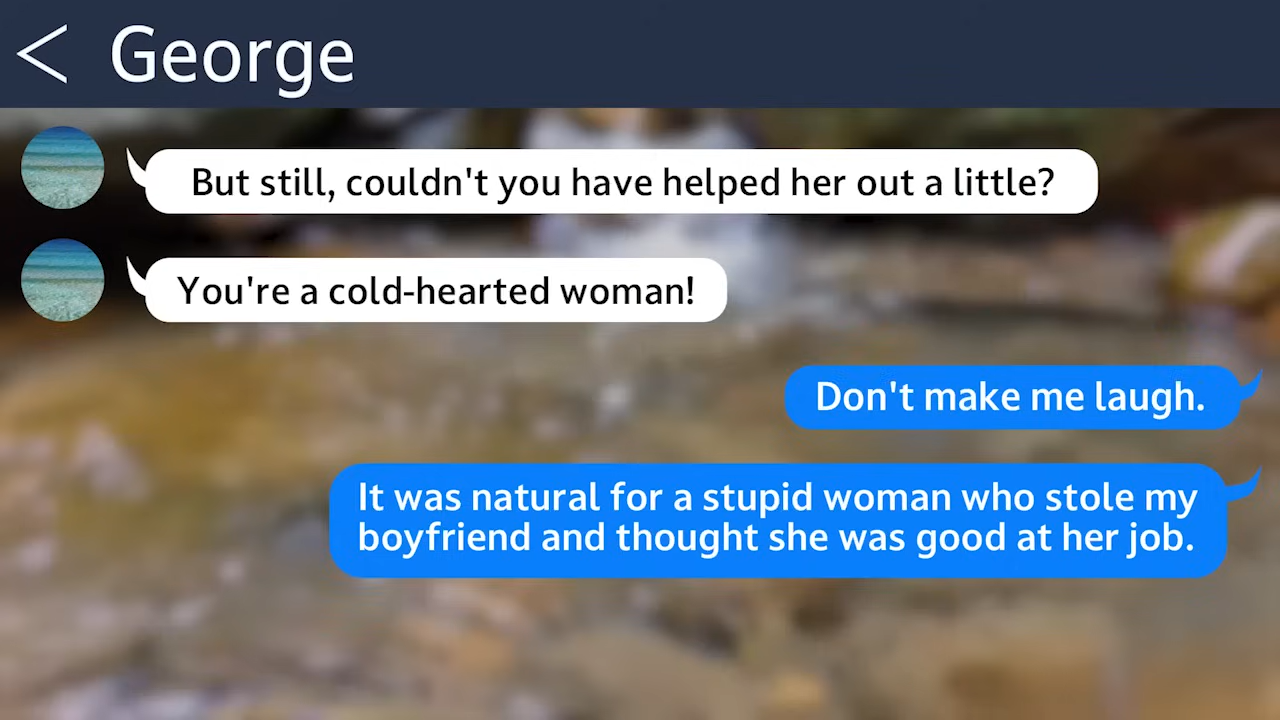 George
But still, couldn't you have helped her out a little?
You're a cold-hearted woman!
Don't make me laugh.
It was natural for a stupid woman who stole my
boyfriend and thought she was good at her job.